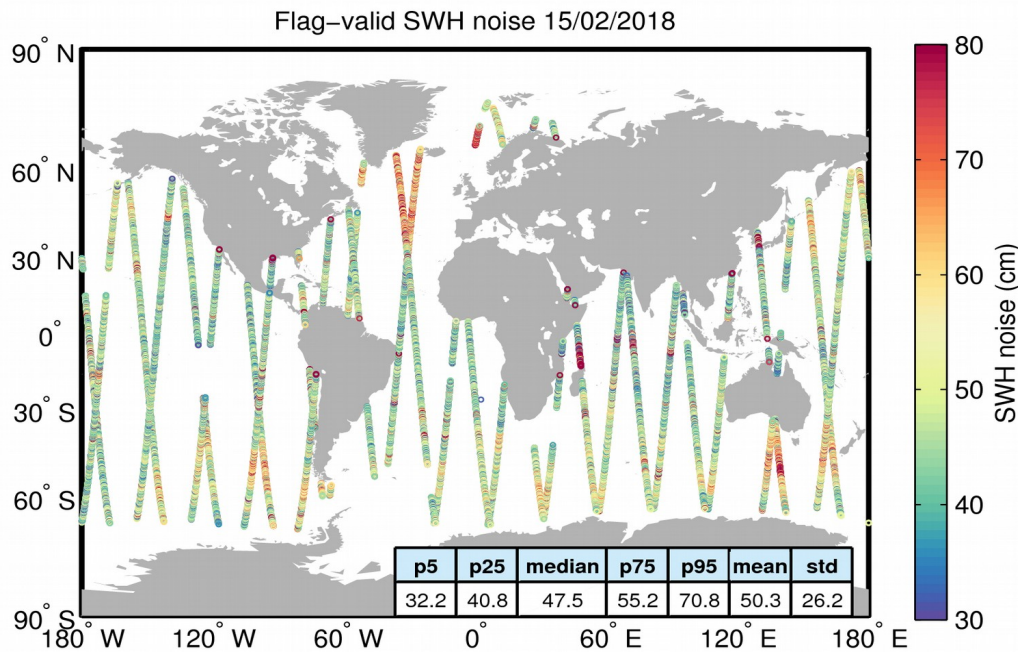 Flag–valid SWH noise 15/02/2018
90° N
60° N
30° N
0°
30° S
60° S
90° S
180° W
120° W
60° W
0°
60° E
120° E
180° E
p5 p25 median p75 p95 mean std
32.2 40.8 47.5 55.2 70.8 50.3 26.2
80
70
60
50
40
30
SWH noise (cm)